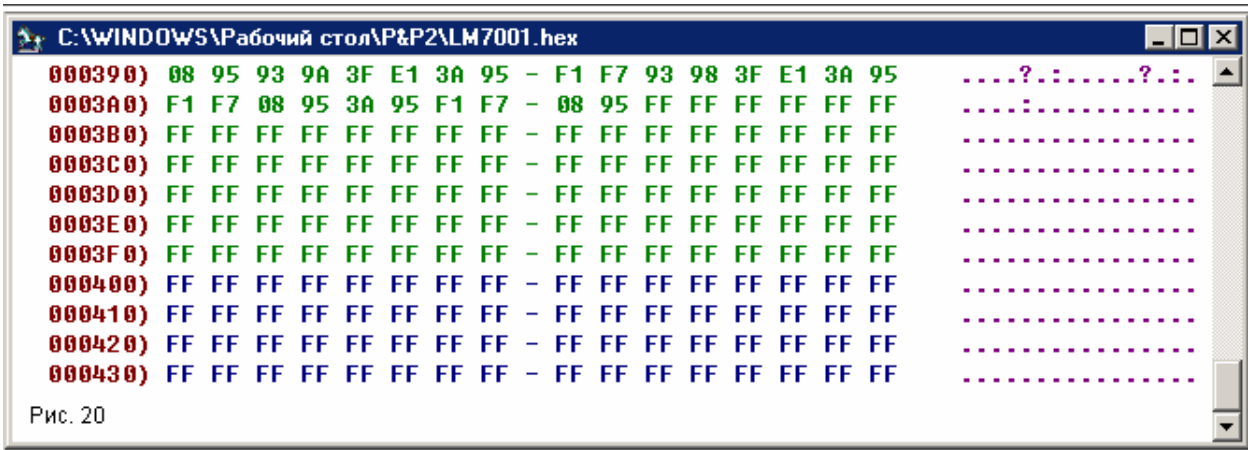 C:\WINDOWS\Рабочий стол\P&P2\LM7001.hex
000390) 08 95 93 9A 3F E1 3A 95 - F1 F7 93 98 3F E1 3A 95 ....?.:.....?.:.
0003A0) F1 F7 08 95 3A 95 F1 F7 - 08 95 FF FF FF FF FF FF ....:...........
0003B0) FF FF FF FF FF FF FF FF - FF FF FF FF FF FF FF FF ................
0003C0) FF FF FF FF FF FF FF FF - FF FF FF FF FF FF FF FF ................
0003D0) FF FF FF FF FF FF FF FF - FF FF FF FF FF FF FF FF ................
0003E0) FF FF FF FF FF FF FF FF - FF FF FF FF FF FF FF FF ................
0003F0) FF FF FF FF FF FF FF FF - FF FF FF FF FF FF FF FF ................
000400) FF FF FF FF FF FF FF FF - FF FF FF FF FF FF FF FF ................
000410) FF FF FF FF FF FF FF FF - FF FF FF FF FF FF FF FF ................
000420) FF FF FF FF FF FF FF FF - FF FF FF FF FF FF FF FF ................
000430) FF FF FF FF FF FF FF FF - FF FF FF FF FF FF FF FF ................
Рис. 20